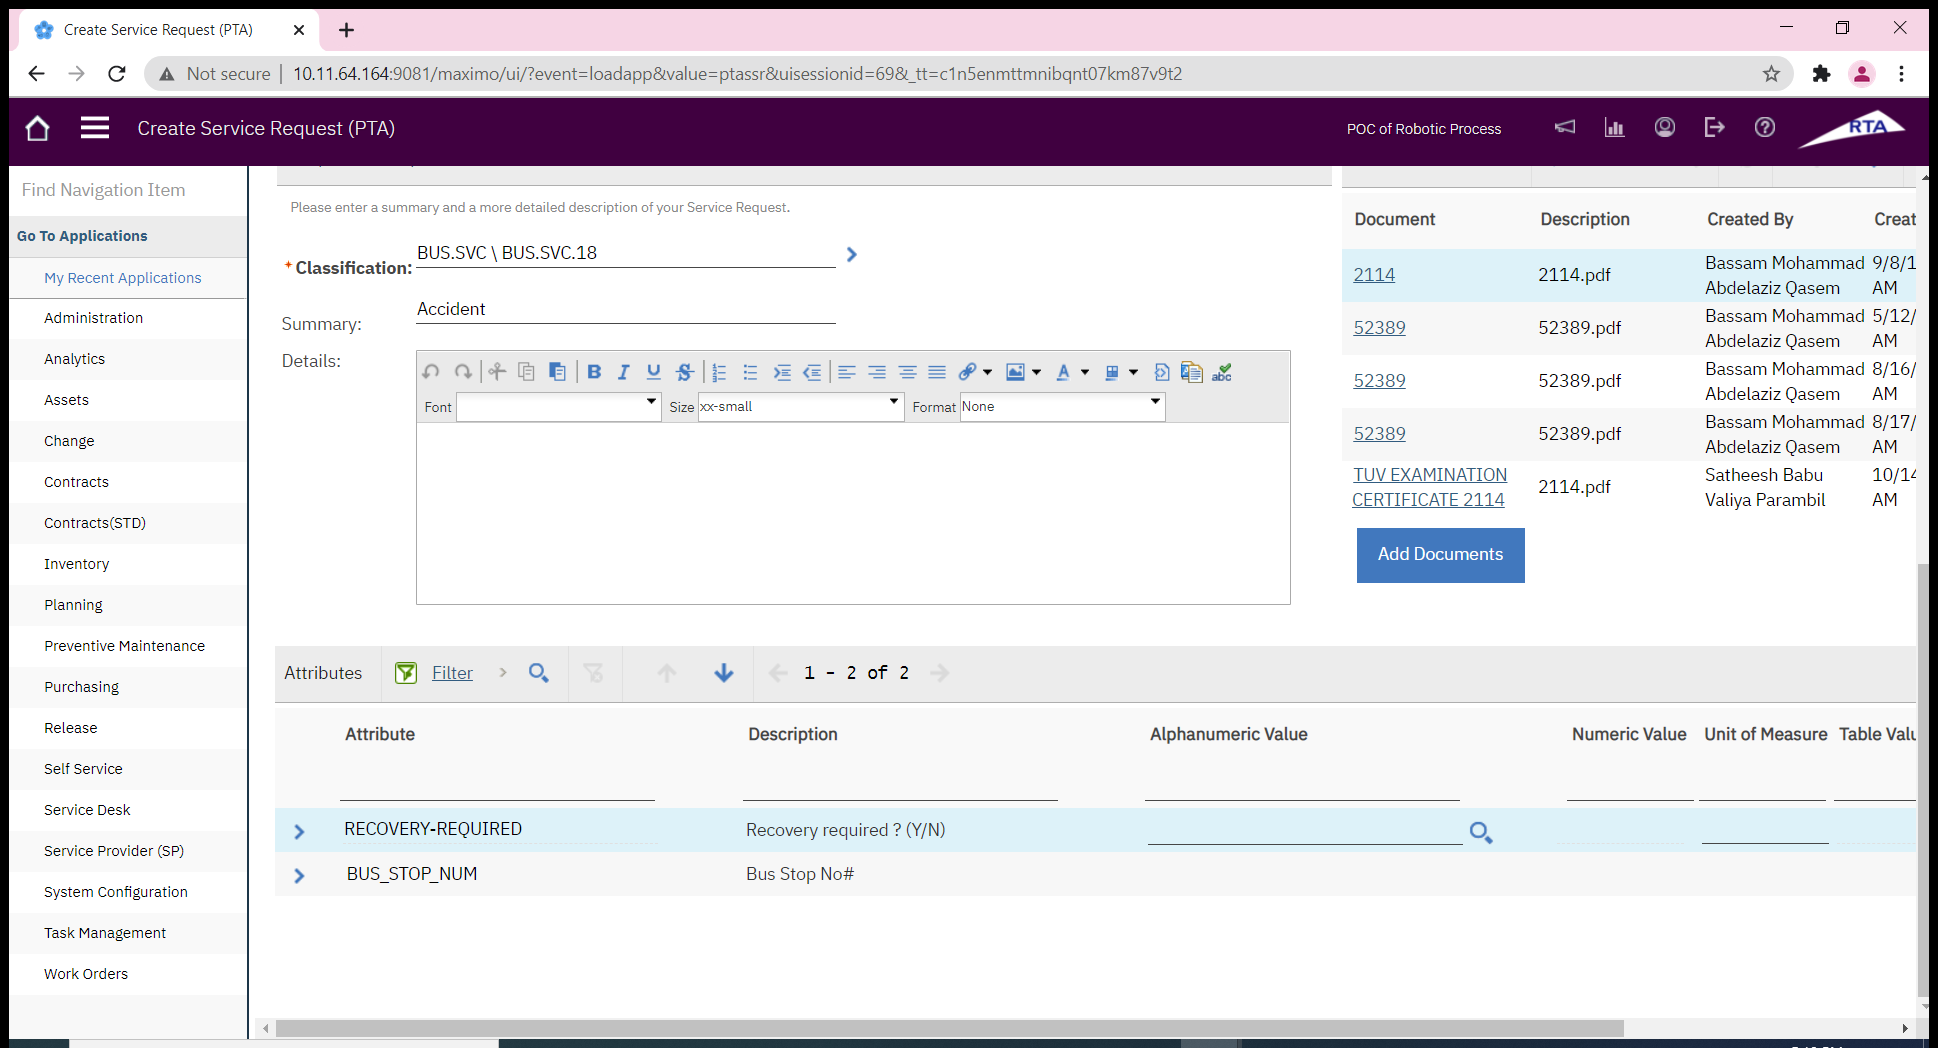 Create Service Request (PTA)
Not secure
10.11.64.164:9081/maximo/ui/?event=loadapp&value=ptassr&uisessionid=69&_tt=c1n5enmttmnibqnt07km87v9t2
Create Service Request (PTA)
POC of Robotic Process
RTA
Find Navigation Item
Go To Applications
My Recent Applications
Administration
Analytics
Assets
Change
Contracts
Contracts(STD)
Inventory
Planning
Preventive Maintenance
Purchasing
Release
Self Service
Service Desk
Service Provider (SP)
System Configuration
Task Management
Work Orders
Please enter a summary and a more detailed description of your Service Request.
*Classification: BUS.SVC \ BUS.SVC.18
Summary: Accident
Details:
Font Size xx-small Format None
Document Description Created By Creat
2114 2114.pdf Bassam Mohammad Abdelaziz Qasem 9/8/1 AM
52389 52389.pdf Bassam Mohammad Abdelaziz Qasem 5/12/ AM
52389 52389.pdf Bassam Mohammad Abdelaziz Qasem 8/16/ AM
52389 52389.pdf Bassam Mohammad Abdelaziz Qasem 8/17/ AM
TUV EXAMINATION CERTIFICATE 2114 2114.pdf Satheesh Babu Valiya Parambil 10/14 AM
Add Documents
Attributes Filter 1 - 2 of 2
Attribute Description Alphanumeric Value Numeric Value Unit of Measure Table Valu
RECOVERY-REQUIRED Recovery required ? (Y/N)
BUS_STOP_NUM Bus Stop No#